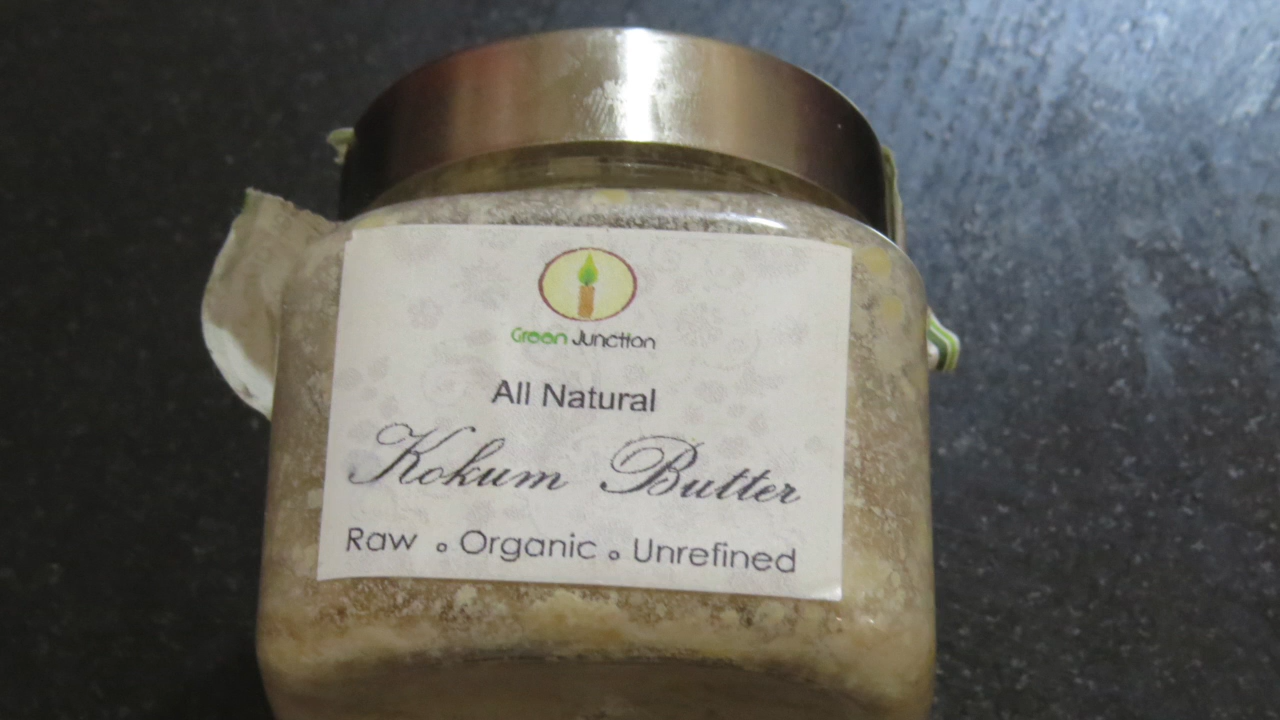 Green Junction
All Natural
Kokum Butter
Raw • Organic • Unrefined